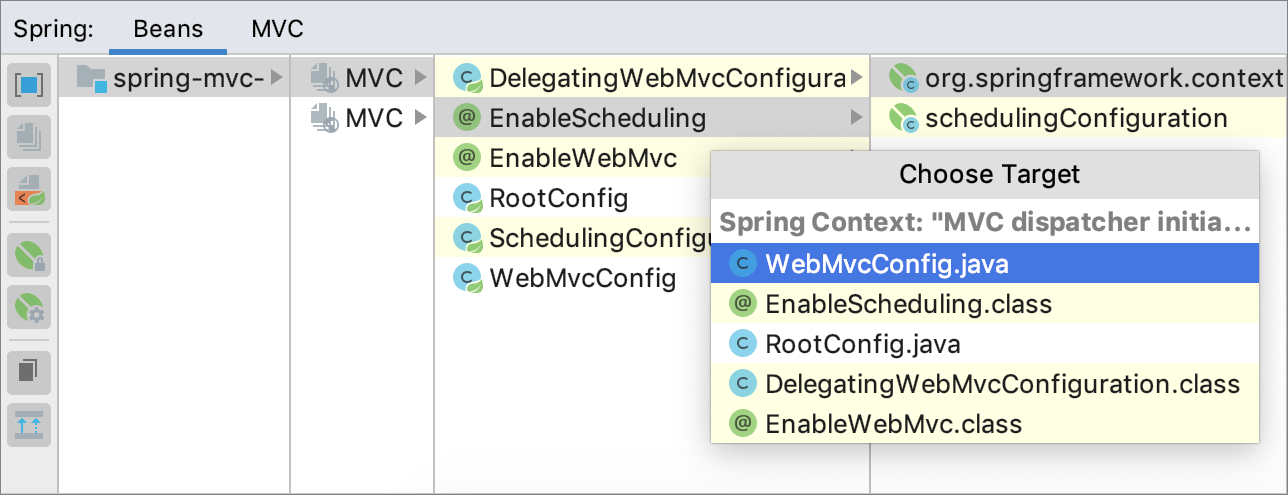 Spring: Beans MVC
spring-mvc-
MVC
MVC
DelegatingWebMvcConfigura
EnableScheduling
EnableWebMvc
RootConfig
SchedulingConfigu
WebMvcConfig
org.springframework.context
schedulingConfiguration
Choose Target
Spring Context: "MVC dispatcher initia...
WebMvcConfig.java
EnableScheduling.class
RootConfig.java
DelegatingWebMvcConfiguration.class
EnableWebMvc.class